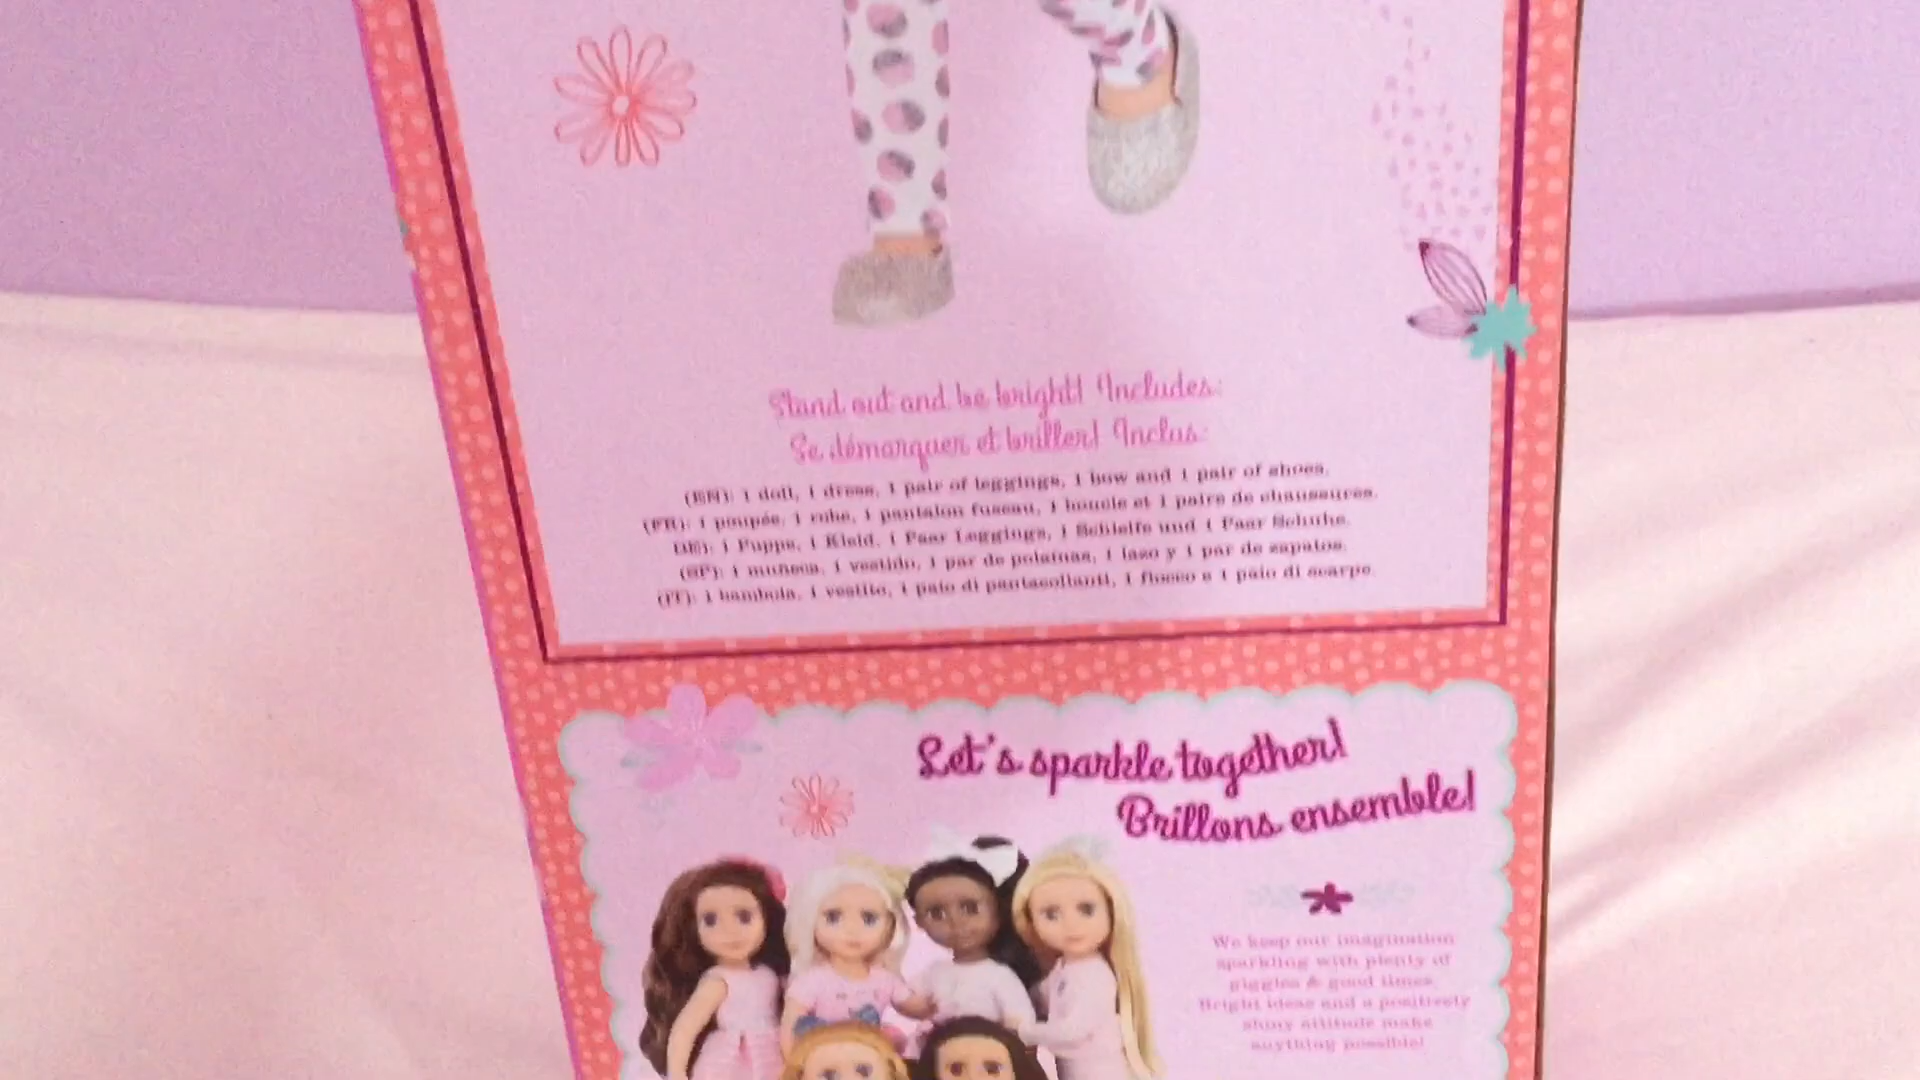 Stand out and be bright! Includes:
Se démarquer et briller! Inclus:
(EN): 1 doll, 1 dress, 1 pair of leggings, 1 bow and 1 pair of shoes.
(FR): 1 poupée, 1 robe, 1 pantalon fuseau, 1 boucle et 1 paire de chaussures.
(DE): 1 Puppe, 1 Kleid, 1 Paar Leggings, 1 Schleife und 1 Paar Schuhe.
(SP): 1 muñeca, 1 vestido, 1 par de polainas, 1 lazo y 1 par de zapatos.
(IT): 1 bambola, 1 vestito, 1 paio di pantacollanti, 1 fiocco e 1 paio di scarpe.
Let's sparkle together!
Brillons ensemble!
We keep our imagination
sparkling with plenty of
giggles & good times.
Bright ideas and a positively
shiny attitude make
anything possible!